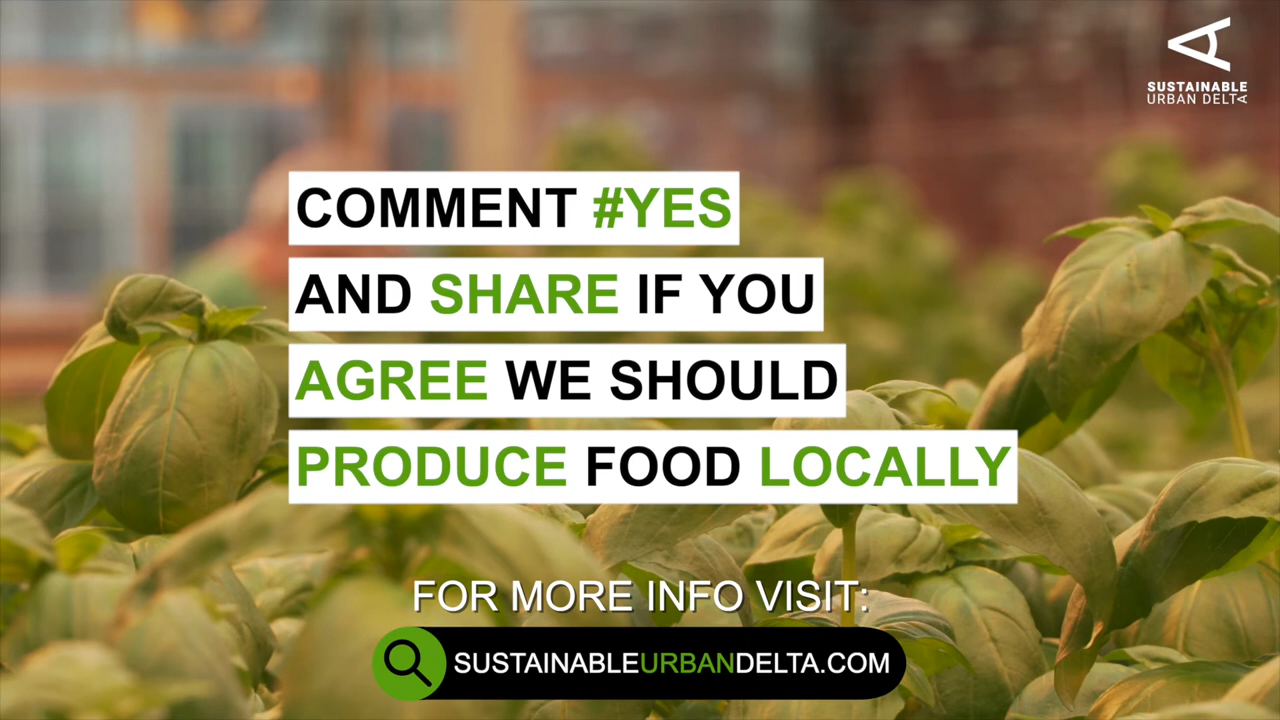 SUSTAINABLE
URBAN DELTA
COMMENT #YES
AND SHARE IF YOU
AGREE WE SHOULD
PRODUCE FOOD LOCALLY
FOR MORE INFO VISIT:
SUSTAINABLEURBANDELTA.COM